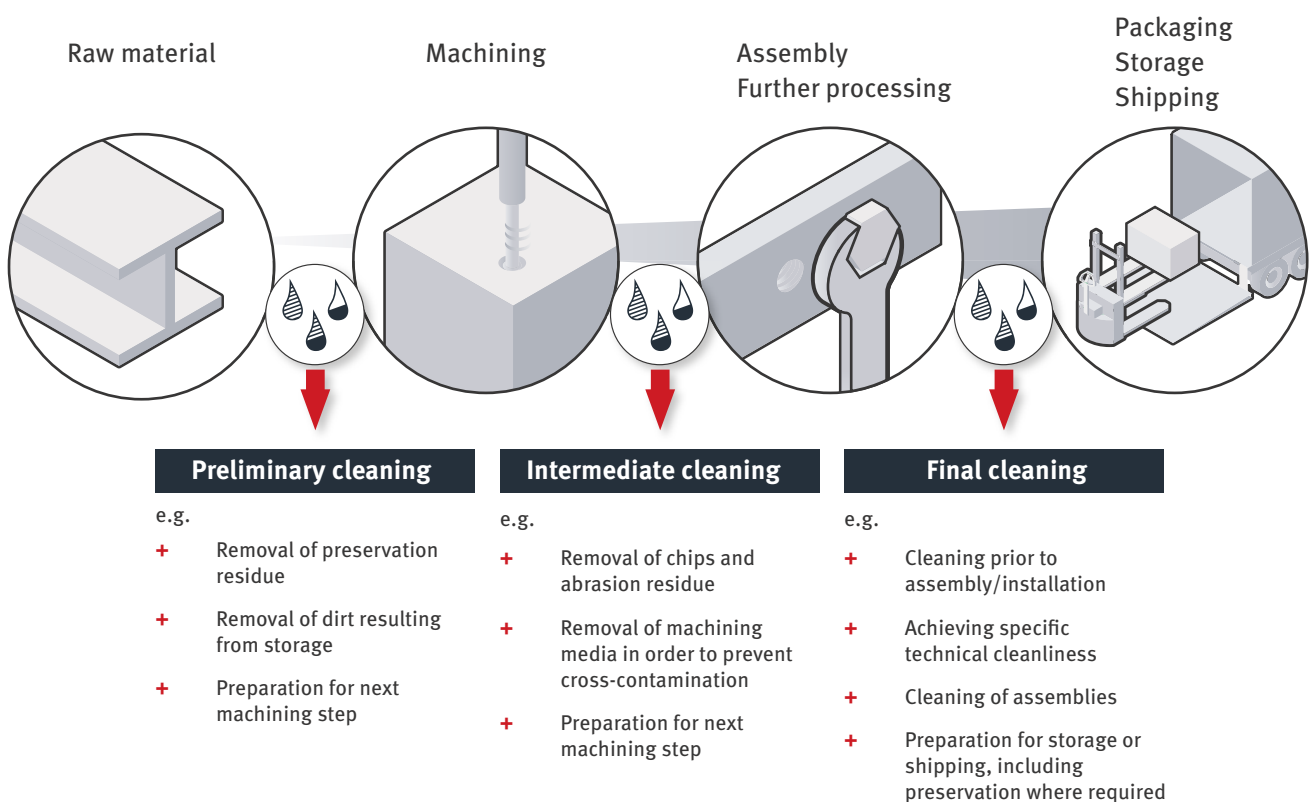 Raw material
Machining
Assembly
Further processing
Packaging
Storage
Shipping
Preliminary cleaning
e.g.
+ Removal of preservation
residue
+ Removal of dirt resulting
from storage
+ Preparation for next
machining step
Intermediate cleaning
e.g.
+ Removal of chips and
abrasion residue
+ Removal of machining
media in order to prevent
cross-contamination
+ Preparation for next
machining step
Final cleaning
e.g.
+ Cleaning prior to
assembly/installation
+ Achieving specific
technical cleanliness
+ Cleaning of assemblies
+ Preparation for storage or
shipping, including
preservation where required